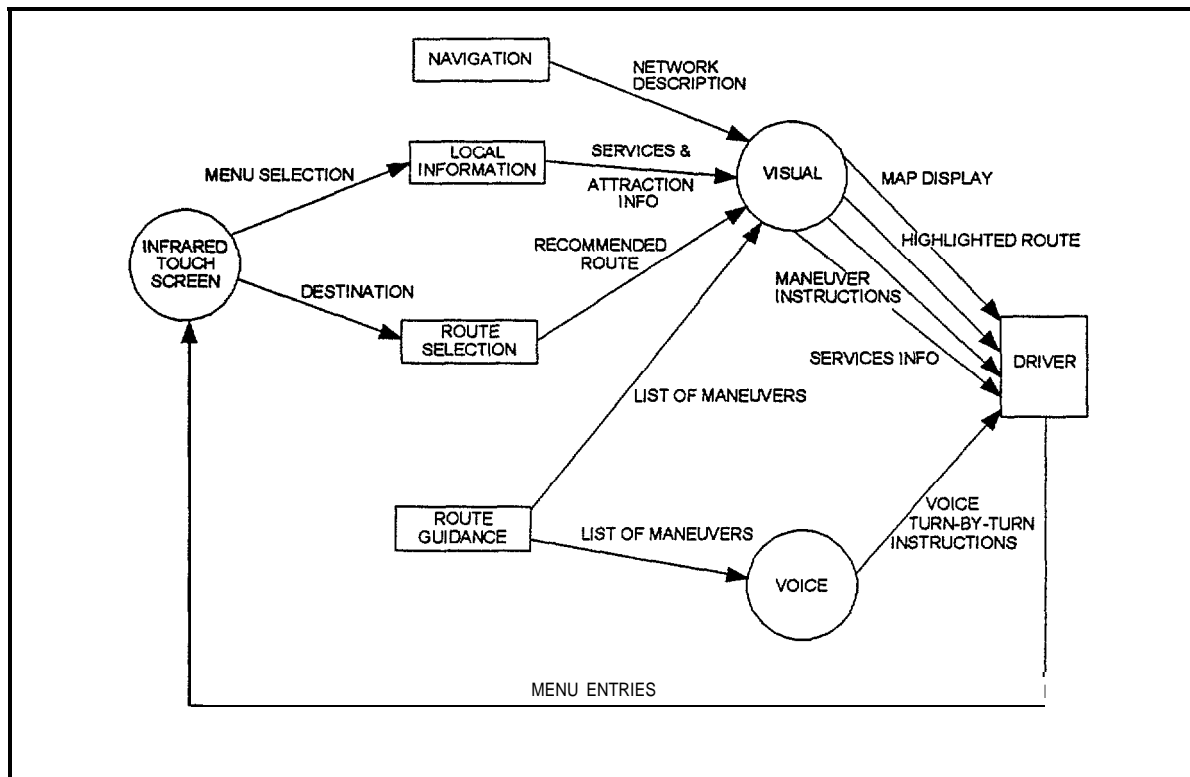 NAVIGATION
NETWORK
DESCRIPTION
LOCAL
INFORMATION
SERVICES &
ATTRACTION
INFO
VISUAL
MAP DISPLAY
MENU SELECTION
INFRARED
TOUCH
SCREEN
RECOMMENDED
ROUTE
HIGHLIGHTED ROUTE
DESTINATION
MANEUVER
INSTRUCTIONS
ROUTE
SELECTION
SERVICES INFO
DRIVER
LIST OF MANEUVERS
ROUTE
GUIDANCE
LIST OF MANEUVERS
VOICE
TURN-BY-TURN
INSTRUCTIONS
VOICE
MENU ENTRIES